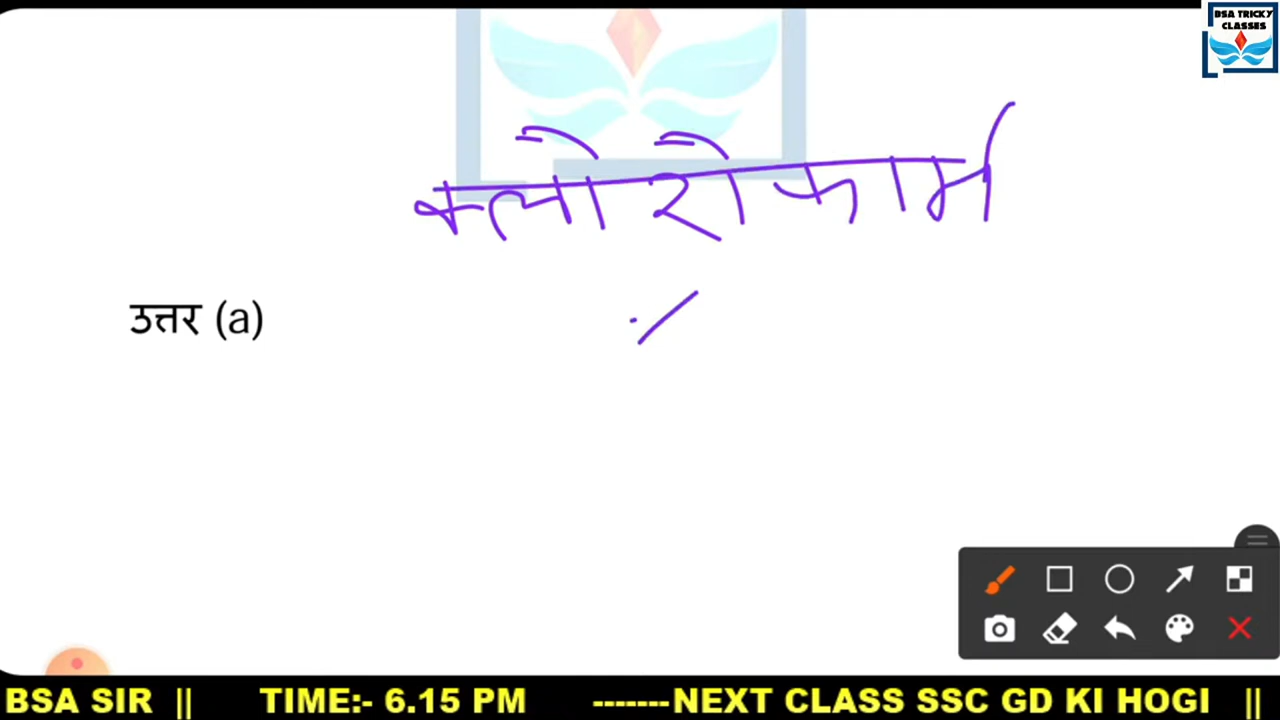 BSA TRICKY
CLASSES
क्लोरोफार्म
उत्तर (a)
BSA SIR || TIME:- 6.15 PM -------NEXT CLASS SSC GD KI HOGI ||